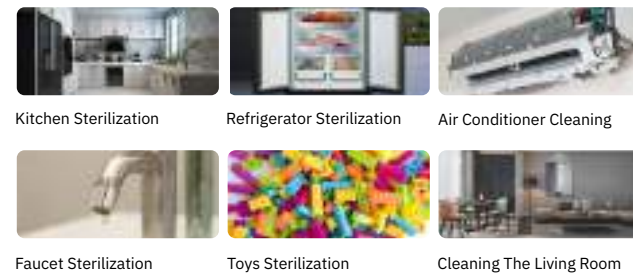 Kitchen Sterilization
Refrigerator Sterilization
Air Conditioner Cleaning
Faucet Sterilization
Toys Sterilization
Cleaning The Living Room